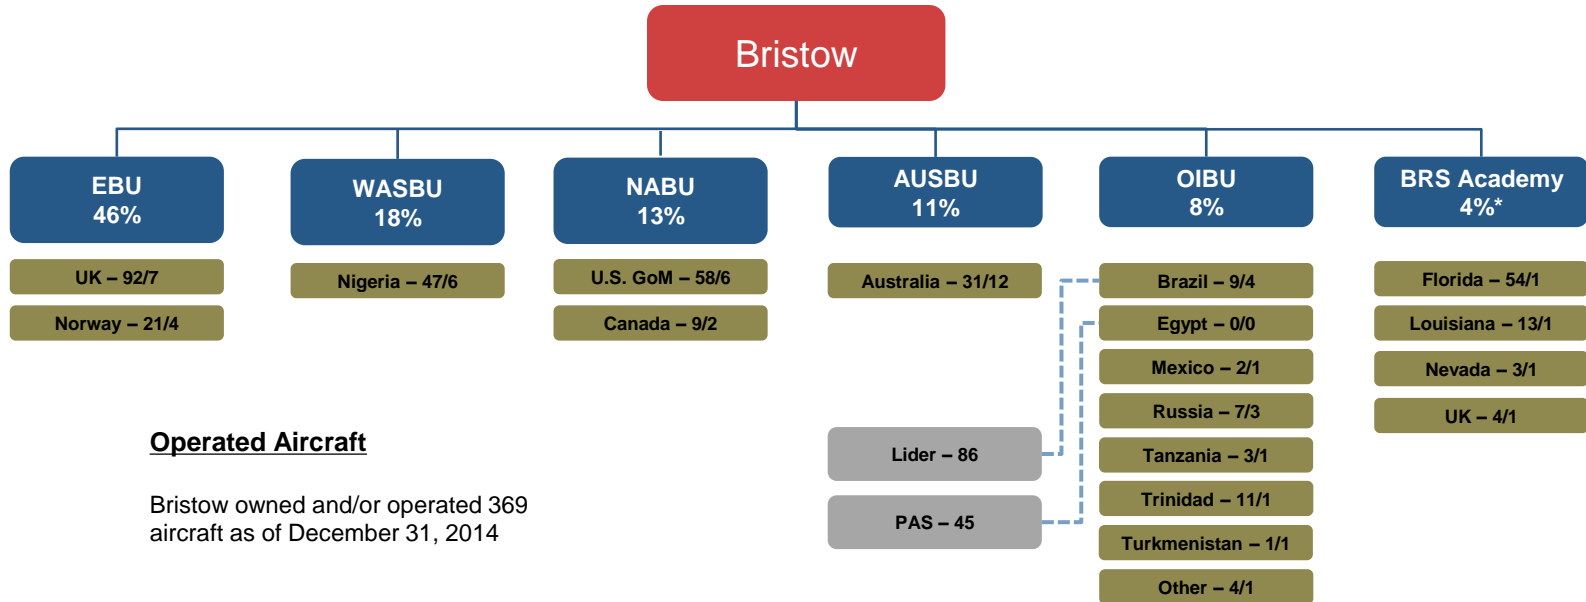 Bristow
EBU
46%
WASBU
18%
NABU
13%
AUSBU
11%
OIBU
8%
BRS Academy
4%*
UK – 92/7
Norway – 21/4
Nigeria – 47/6
U.S. GoM – 58/6
Canada – 9/2
Australia – 31/12
Brazil – 9/4
Egypt – 0/0
Mexico – 2/1
Russia – 7/3
Tanzania – 3/1
Trinidad – 11/1
Turkmenistan – 1/1
Other – 4/1
Florida – 54/1
Louisiana – 13/1
Nevada – 3/1
UK – 4/1
Lider – 86
PAS – 45
Operated Aircraft
Bristow owned and/or operated 369
aircraft as of December 31, 2014